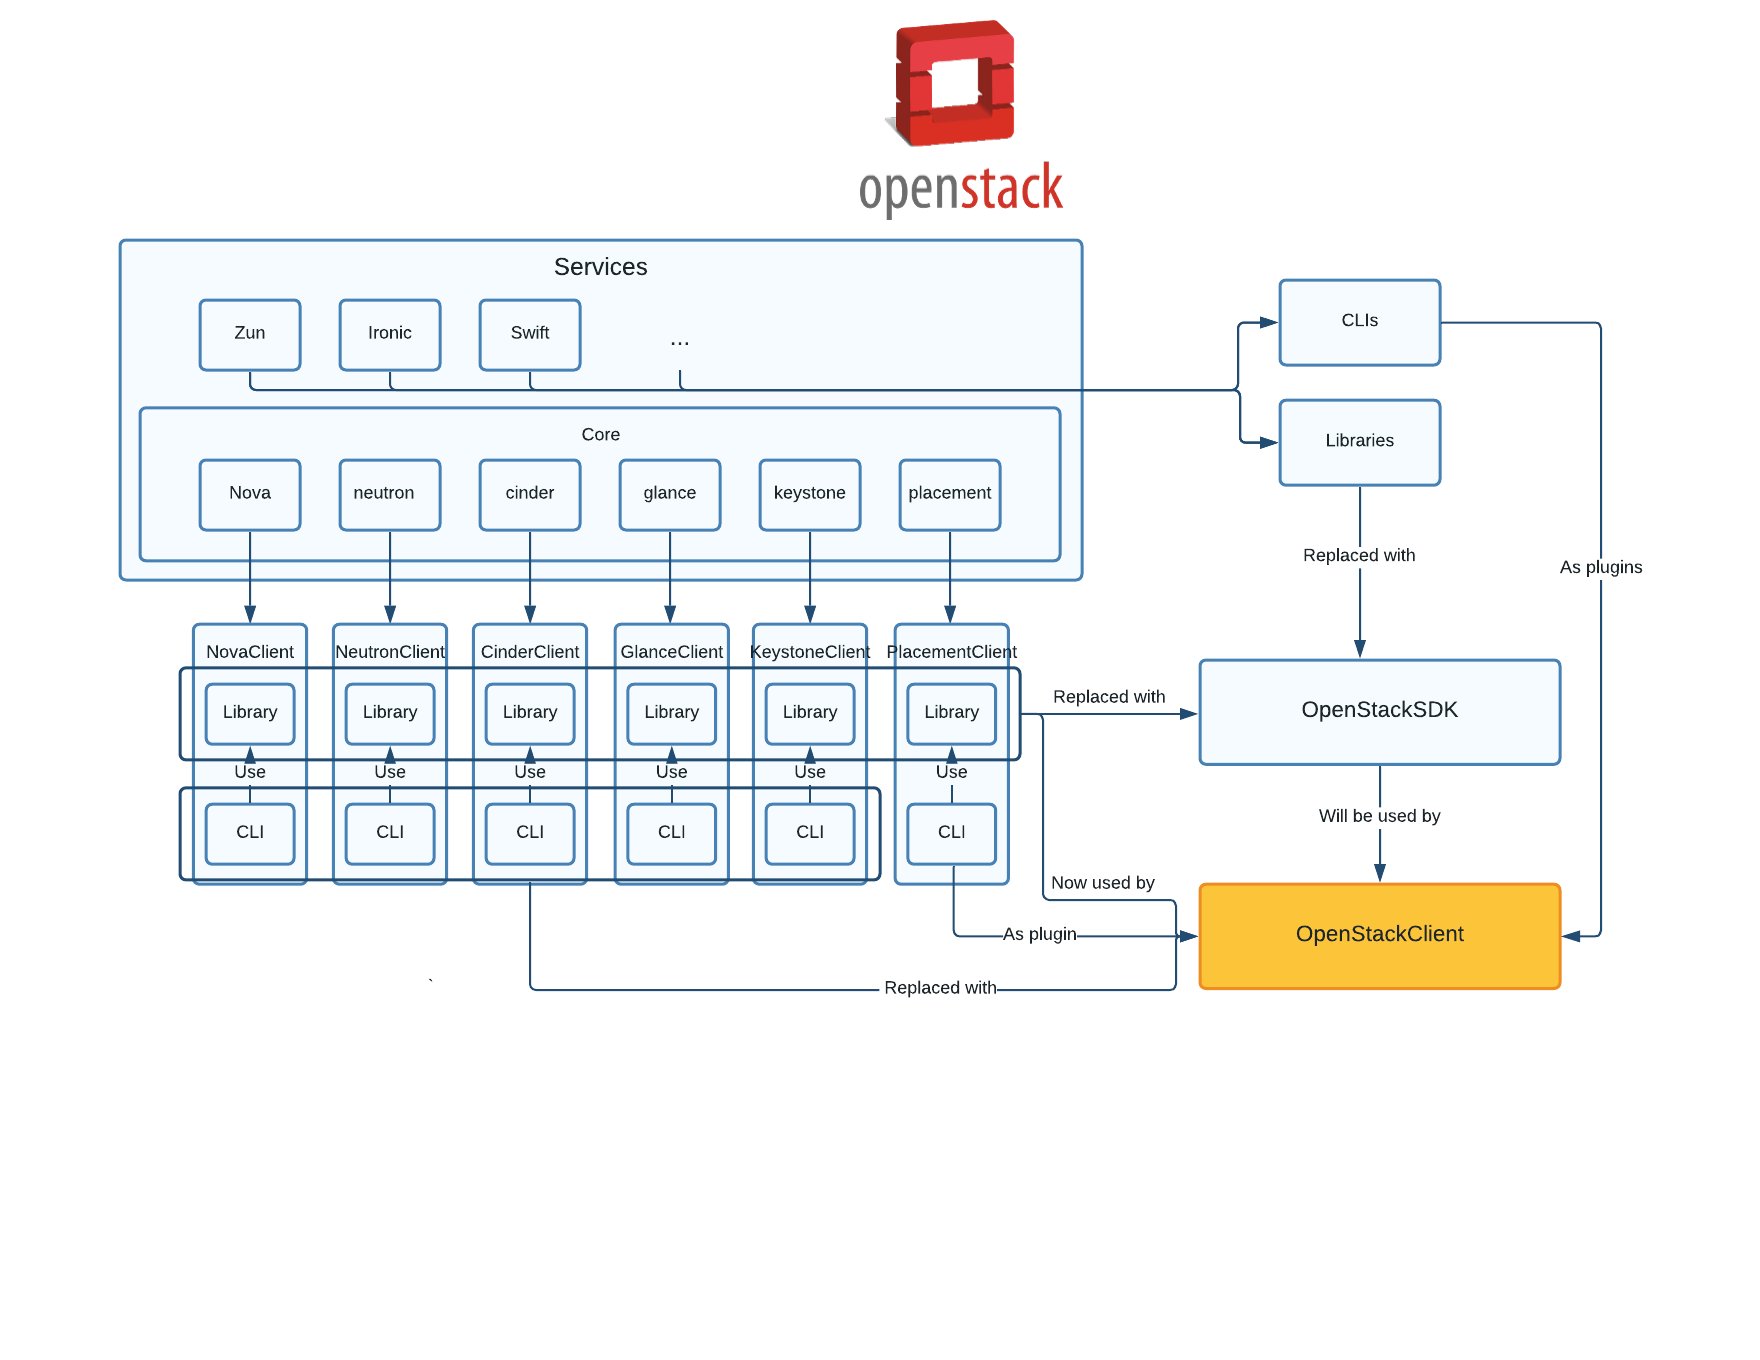 openstack
Services
Zun
Ironic
Swift
...
CLIs
Libraries
Core
Nova
neutron
cinder
glance
keystone
placement
Replaced with
As plugins
NovaClient
NeutronClient
CinderClient
GlanceClient
KeystoneClient
PlacementClient
Library
Library
Library
Library
Library
Library
Replaced with
OpenStackSDK
Use
Use
Use
Use
Use
Use
CLI
CLI
CLI
CLI
CLI
CLI
Will be used by
Now used by
As plugin
OpenStackClient
`
Replaced with